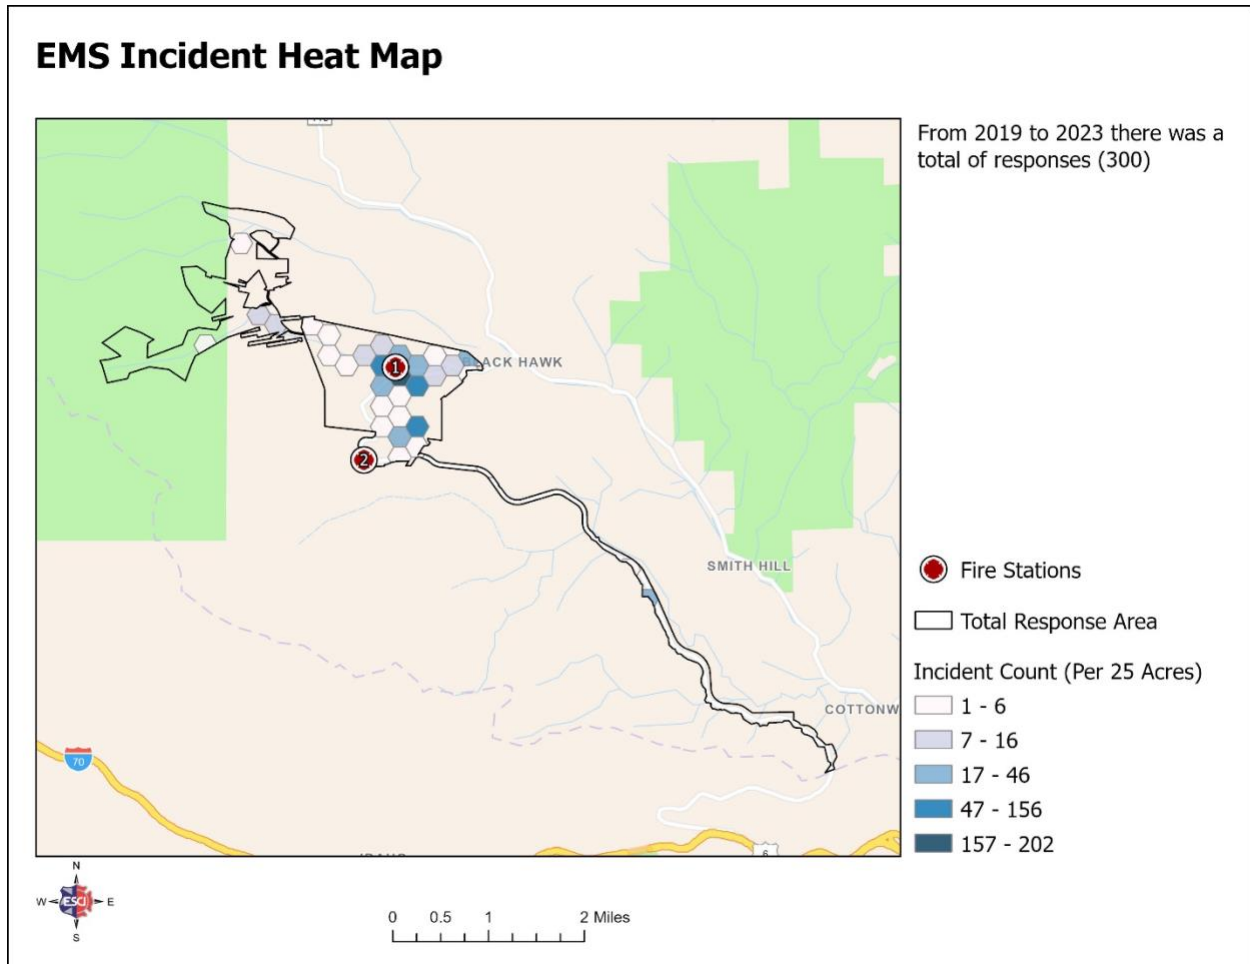 EMS Incident Heat Map
From 2019 to 2023 there was a
total of responses (300)
1
BLACK HAWK
2
SMITH HILL
COTTONW
70
6
Fire Stations
Total Response Area
Incident Count (Per 25 Acres)
1 - 6
7 - 16
17 - 46
47 - 156
157 - 202
N
W
ESCI
E
S
0 0.5 1 2 Miles